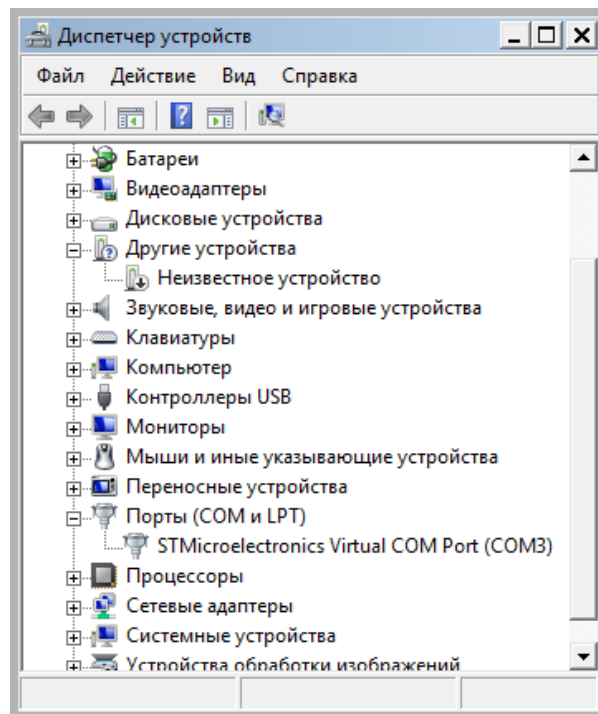 Диспетчер устройств
Файл Действие Вид Справка
Батареи
Видеоадаптеры
Дисковые устройства
Другие устройства
Неизвестное устройство
Звуковые, видео и игровые устройства
Клавиатуры
Компьютер
Контроллеры USB
Мониторы
Мыши и иные указывающие устройства
Переносные устройства
Порты (COM и LPT)
STMicroelectronics Virtual COM Port (COM3)
Процессоры
Сетевые адаптеры
Системные устройства
Устройства обработки изображений